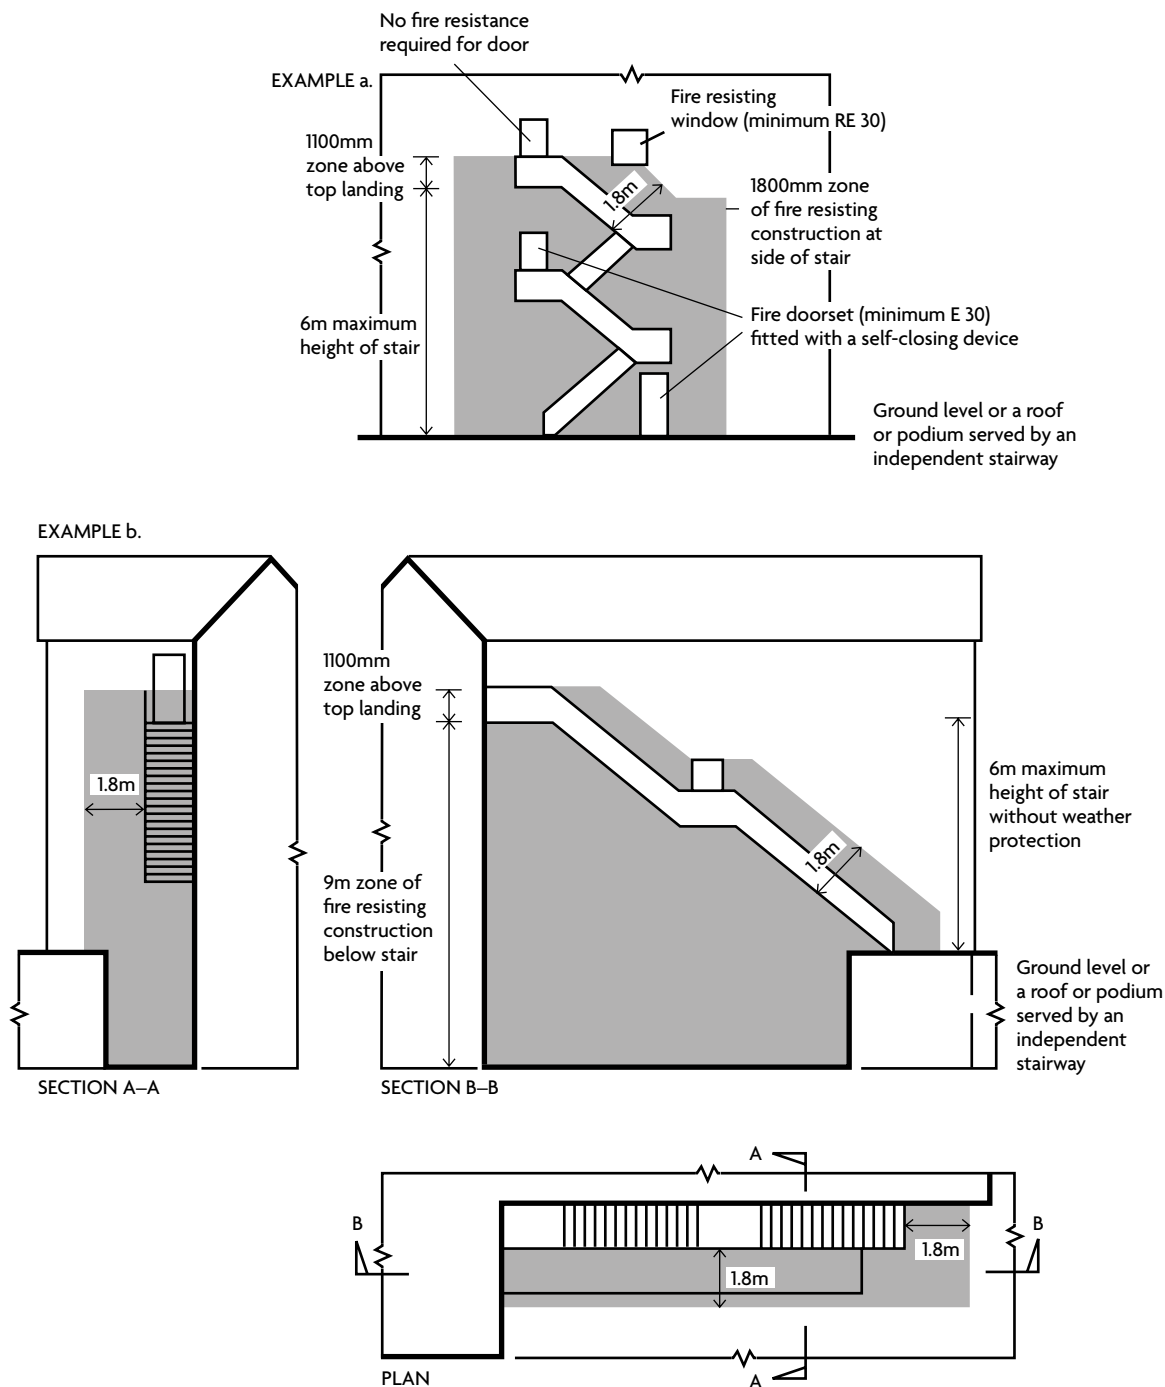 No fire resistance
required for door
EXAMPLE a.
Fire resisting
window (minimum RE 30)
1100mm
zone above
top landing
1.8m
1800mm zone
of fire resisting
construction at
side of stair
6m maximum
height of stair
Fire doorset (minimum E 30)
fitted with a self-closing device
Ground level or a roof
or podium served by an
independent stairway
EXAMPLE b.
1100mm
zone above
top landing
1.8m
6m maximum
height of stair
without weather
protection
1.8m
9m zone of
fire resisting
construction
below stair
Ground level or
a roof or podium
served by an
independent
stairway
SECTION A–A
SECTION B–B
A
B
B
1.8m
1.8m
PLAN
A